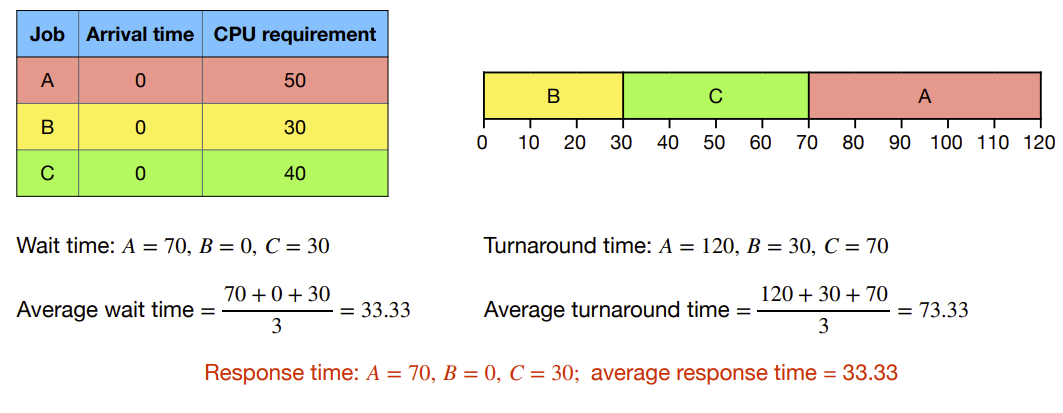 Job Arrival time CPU requirement
A 0 50
B 0 30
C 0 40
B C A
0 10 20 30 40 50 60 70 80 90 100 110 120
Wait time: A = 70, B = 0, C = 30
Average wait time = (70 + 0 + 30)/3 = 33.33
Turnaround time: A = 120, B = 30, C = 70
Average turnaround time = (120 + 30 + 70)/3 = 73.33
Response time: A = 70, B = 0, C = 30; average response time = 33.33